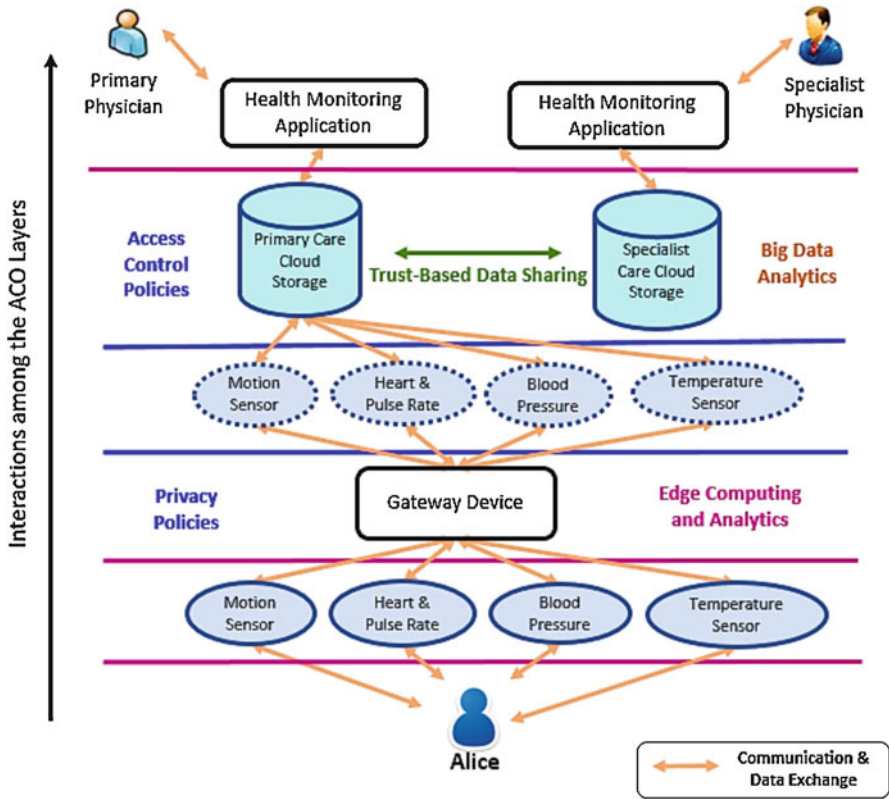 Primary
Physician
Health Monitoring
Application
Health Monitoring
Application
Specialist
Physician
Interactions among the ACO Layers
Access
Control
Policies
Primary Care
Cloud
Storage
Trust-Based Data Sharing
Specialist
Care Cloud
Storage
Big Data
Analytics
Motion
Sensor
Heart &
Pulse Rate
Blood
Pressure
Temperature
Sensor
Privacy
Policies
Gateway Device
Edge Computing
and Analytics
Motion
Sensor
Heart &
Pulse Rate
Blood
Pressure
Temperature
Sensor
Alice
Communication &
Data Exchange